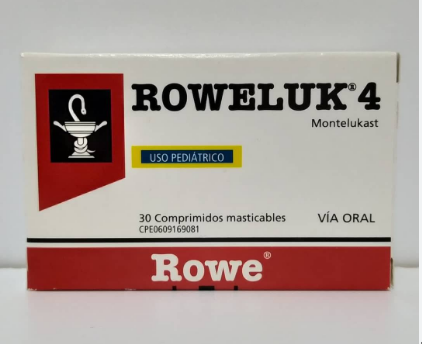 ROWELUK® 4
Montelukast
USO PEDIÁTRICO
30 Comprimidos masticables VÍA ORAL
CPE0609169081
Rowe®